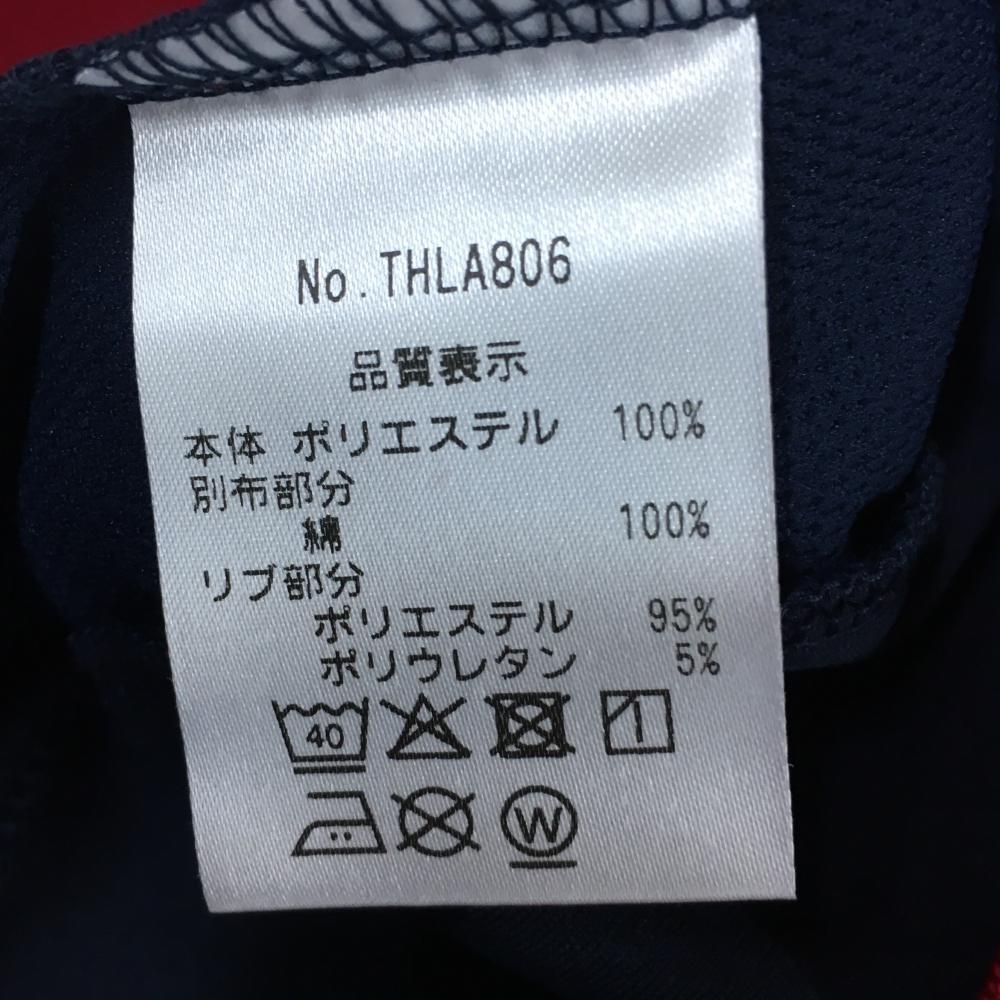 No.THLA806
品質表示
本体 ポリエステル 100%
別布部分
綿 100%
リブ部分
ポリエステル 95%
ポリウレタン 5%
40
W